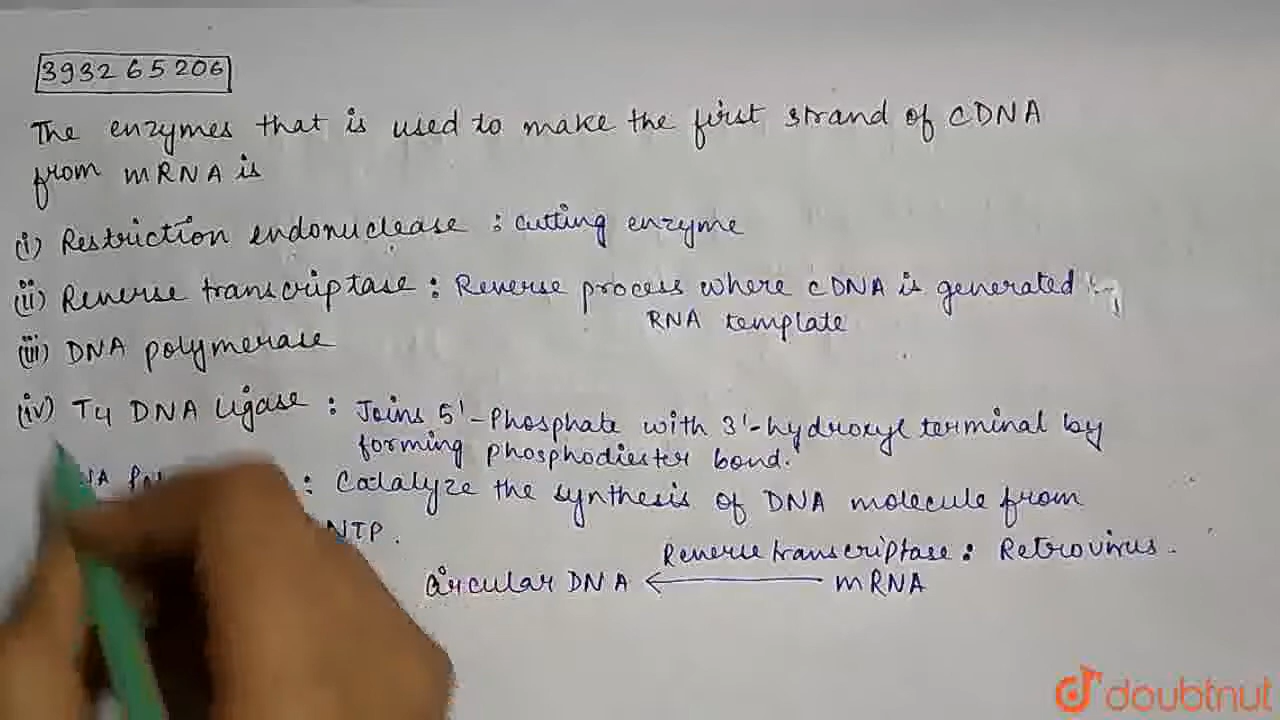 393265206
The enzymes that is used to make the first strand of cDNA
from mRNA is
(i) Restriction endonuclease : Cutting enzyme
(ii) Reverse transcriptase : Reverse process where cDNA is generated
RNA template
(iii) DNA polymerase
(iv) T4 DNA ligase : Joins 5'-Phosphate with 3'-hydroxyl terminal by
forming phosphodiester bond.
: Catalyze the synthesis of DNA molecule from
NTP.
Reverse transcriptase : Retrovirus.
Circular DNA ← mRNA
doubtnut